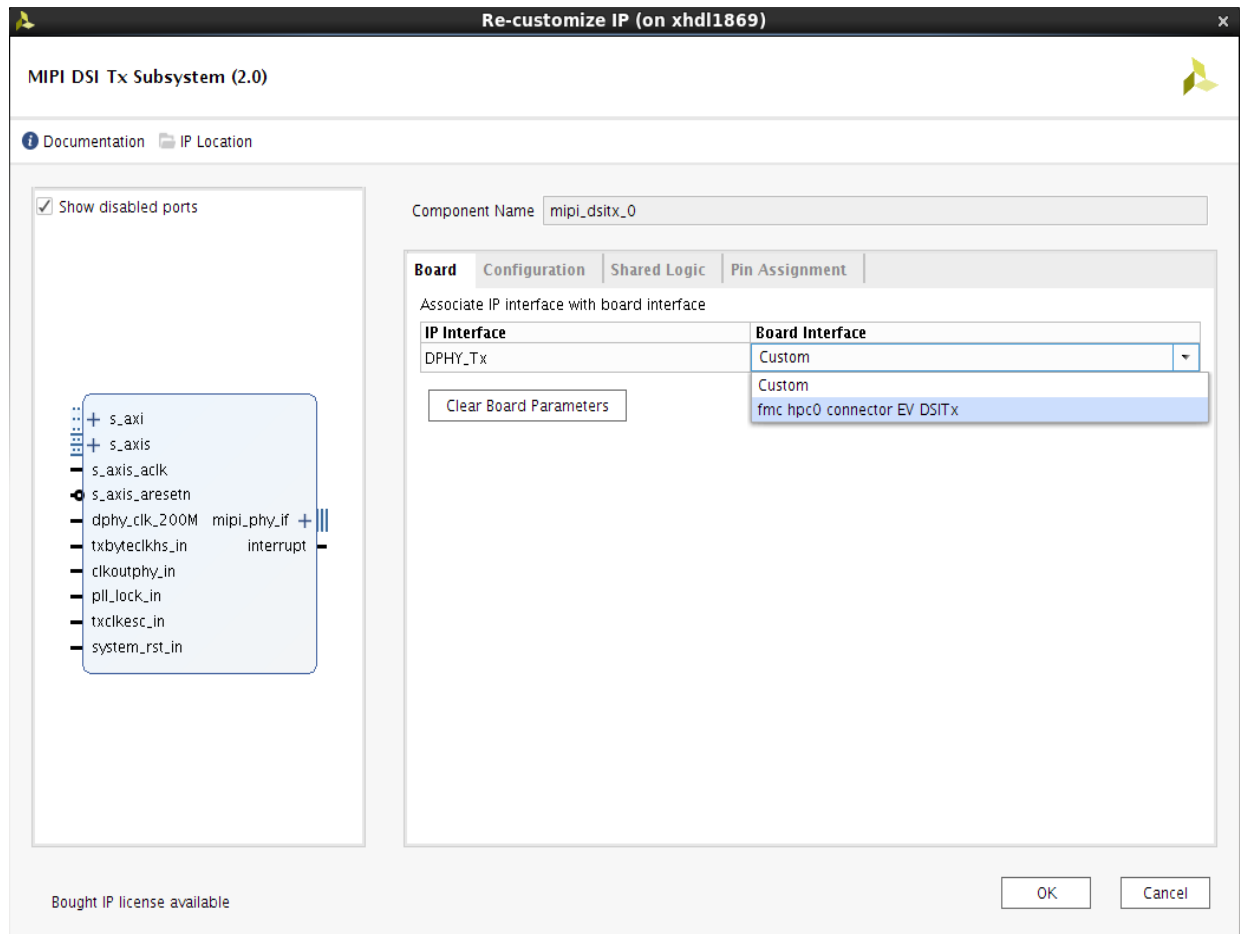 Re-customize IP (on xhdl1869)
x
MIPI DSI Tx Subsystem (2.0)
Documentation IP Location
Show disabled ports
Component Name mipi_dsitx_0
Board Configuration Shared Logic Pin Assignment
Associate IP interface with board interface
IP Interface Board Interface
DPHY_Tx Custom
Custom
fmc hpc0 connector EV DSITx
Clear Board Parameters
s_axi
s_axis
s_axis_aclk
s_axis_aresetn
dphy_clk_200M mipi_phy_if
txbyteclkhs_in interrupt
clkoutphy_in
pll_lock_in
txclkesc_in
system_rst_in
Bought IP license available
OK Cancel